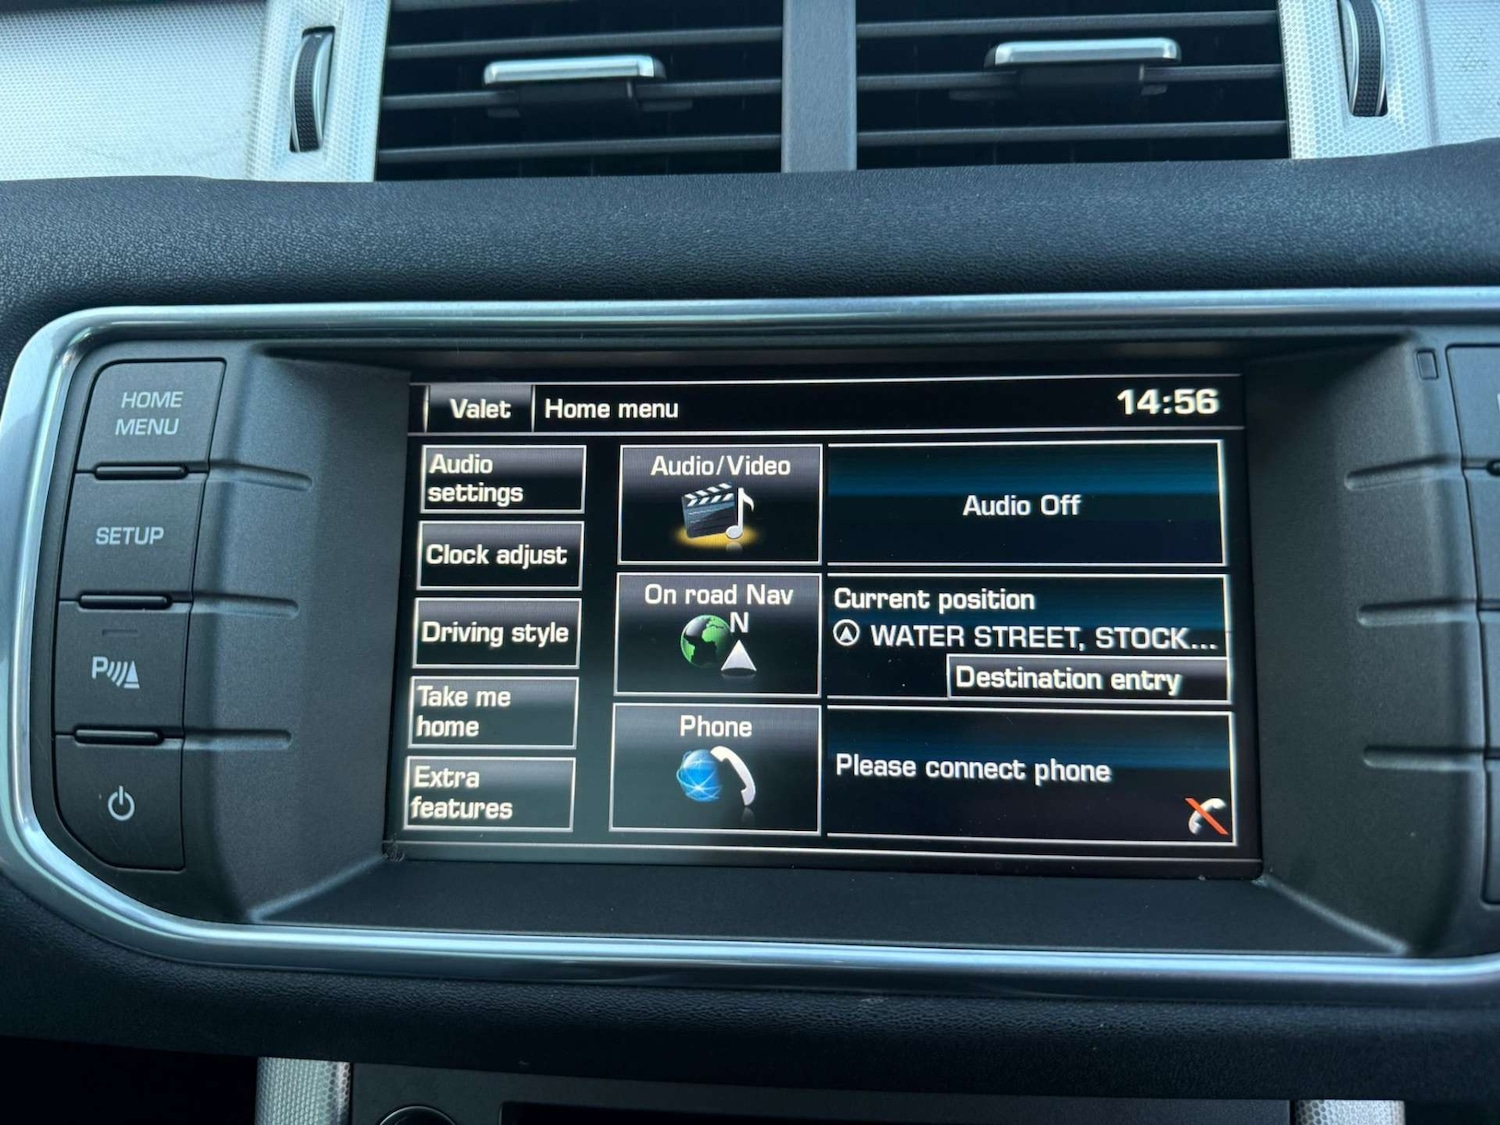 HOME
MENU
SETUP
P
Valet
Home menu
14:56
Audio
settings
Clock adjust
Driving style
Take me
home
Extra
features
Audio/Video
Audio Off
On road Nav
N
Current position
WATER STREET, STOCK...
Destination entry
Phone
Please connect phone